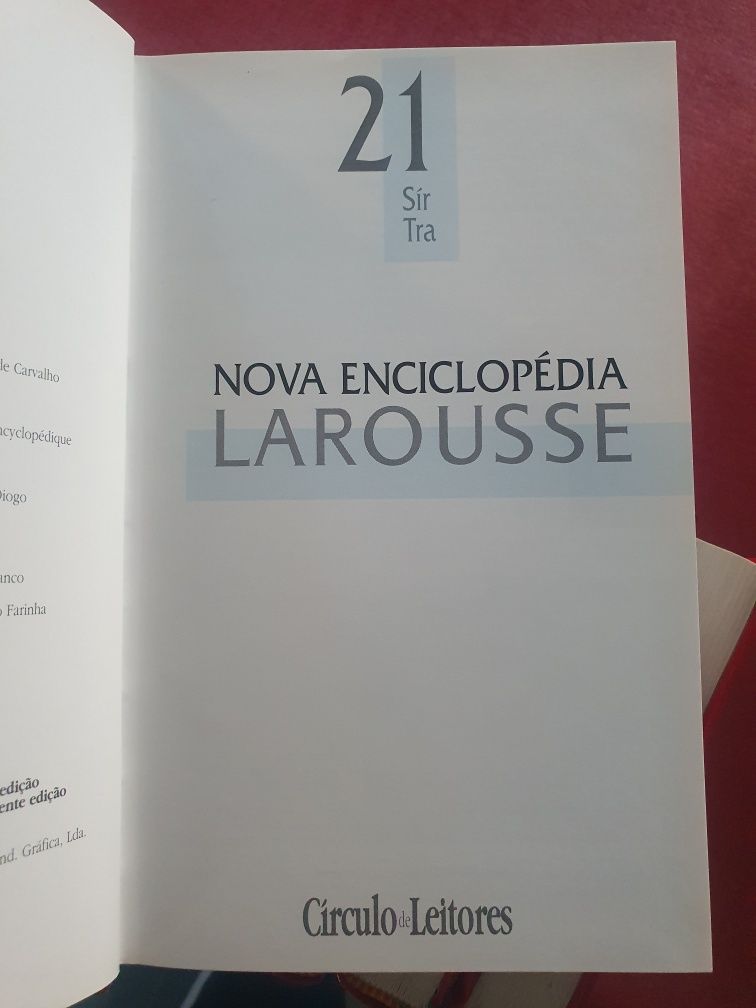 de Carvalho
ncyclopédique
Diogo
anco
o Farinha
edição
ente edição
nd. Gráfica, Lda.
21
Sír
Tra
NOVA ENCICLOPÉDIA
LAROUSSE
Círculo de Leitores